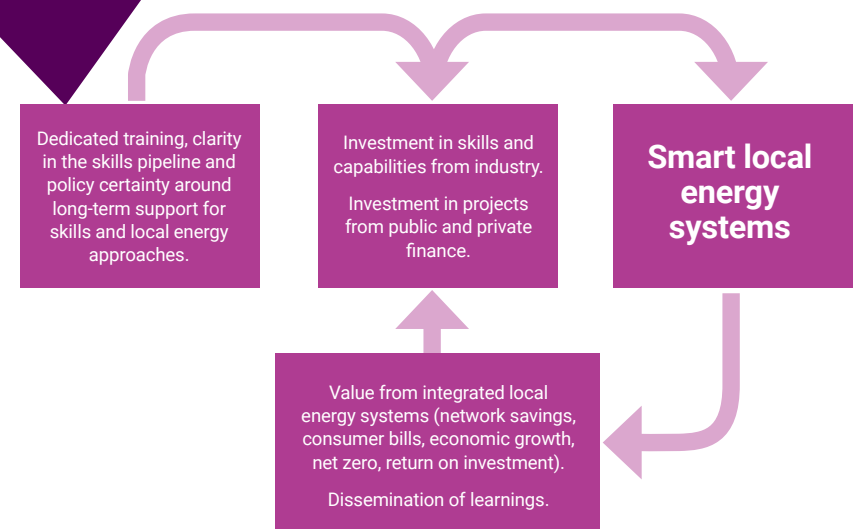 Dedicated training, clarity
in the skills pipeline and
policy certainty around
long-term support for
skills and local energy
approaches.
Investment in skills and
capabilities from industry.
Investment in projects
from public and private
finance.
Smart local
energy
systems
Value from integrated local
energy systems (network savings,
consumer bills, economic growth,
net zero, return on investment).
Dissemination of learnings.